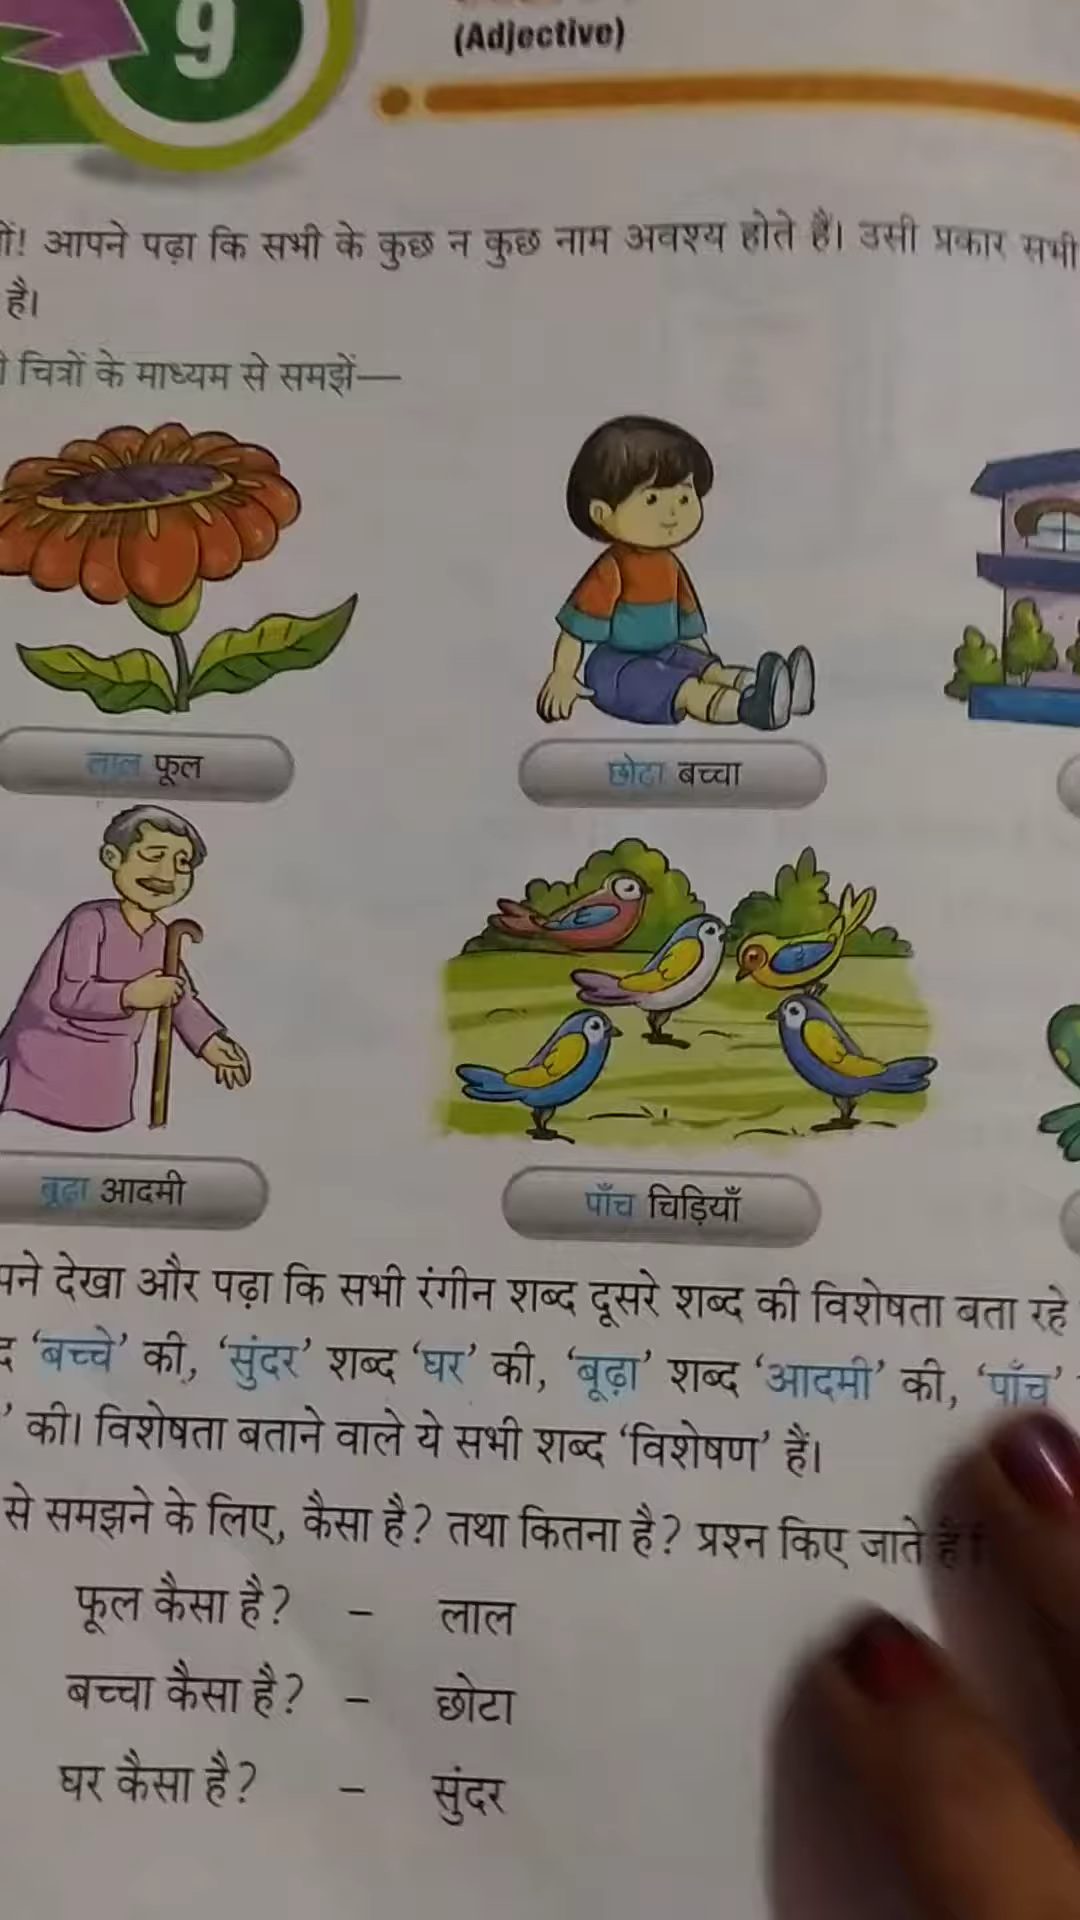 9
(Adjective)
आपने पढ़ा कि सभी के कुछ न कुछ नाम अवश्य होते हैं। उसी प्रकार सभी
है।
चित्रों के माध्यम से समझें—
लाल फूल
छोटा बच्चा
बूढ़ा आदमी
पाँच चिड़ियाँ
देखा और पढ़ा कि सभी रंगीन शब्द दूसरे शब्द की विशेषता बता रहे
‘बच्चे’ की, ‘सुंदर’ शब्द ‘घर’ की, ‘बूढ़ा’ शब्द ‘आदमी’ की, ‘पाँच’
’ की। विशेषता बताने वाले ये सभी शब्द ‘विशेषण’ हैं।
से समझने के लिए, कैसा है? तथा कितना है? प्रश्न किए जाते हैं
फूल कैसा है? – लाल
बच्चा कैसा है? – छोटा
घर कैसा है? – सुंदर